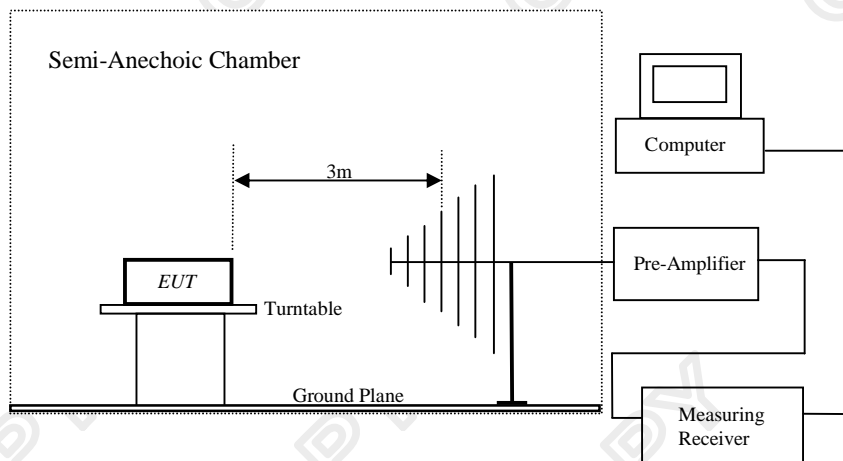 Semi-Anechoic Chamber
Computer
3m
Pre-Amplifier
EUT
Turntable
Ground Plane
Measuring
Receiver